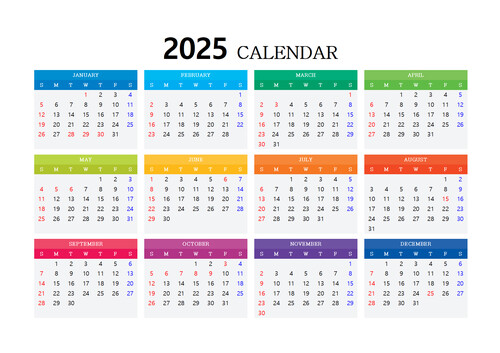 2025 CALENDAR
JANUARY
S M T W T F S
1 2 3 4
5 6 7 8 9 10 11
12 13 14 15 16 17 18
19 20 21 22 23 24 25
26 27 28 29 30 31
FEBRUARY
S M T W T F S
1
2 3 4 5 6 7 8
9 10 11 12 13 14 15
16 17 18 19 20 21 22
23 24 25 26 27 28
MARCH
S M T W T F S
1
2 3 4 5 6 7 8
9 10 11 12 13 14 15
16 17 18 19 20 21 22
23 24 25 26 27 28 29
30 31
APRIL
S M T W T F S
1 2 3 4 5
6 7 8 9 10 11 12
13 14 15 16 17 18 19
20 21 22 23 24 25 26
27 28 29 30 31
MAY
S M T W T F S
1 2 3
4 5 6 7 8 9 10
11 12 13 14 15 16 17
18 19 20 21 22 23 24
25 26 27 28 29 30 31
JUNE
S M T W T F S
1 2 3 4 5 6 7
8 9 10 11 12 13 14
15 16 17 18 19 20 21
22 23 24 25 26 27 28
29 30
JULY
S M T W T F S
1 2 3 4 5
6 7 8 9 10 11 12
13 14 15 16 17 18 19
20 21 22 23 24 25 26
27 28 29 30 31
AUGUST
S M T W T F S
1 2
3 4 5 6 7 8 9
10 11 12 13 14 15 16
17 18 19 20 21 22 23
24 25 26 27 28 29 30
31
SEPTEMBER
S M T W T F S
1 2 3 4 5 6
7 8 9 10 11 12 13
14 15 16 17 18 19 20
21 22 23 24 25 26 27
28 29 30
OCTOBER
S M T W T F S
1 2 3 4
5 6 7 8 9 10 11
12 13 14 15 16 17 18
19 20 21 22 23 24 25
26 27 28 29 30 31
NOVEMBER
S M T W T F S
1
2 3 4 5 6 7 8
9 10 11 12 13 14 15
16 17 18 19 20 21 22
23 24 25 26 27 28 29
30
DECEMBER
S M T W T F S
1 2 3 4 5 6
7 8 9 10 11 12 13
14 15 16 17 18 19 20
21 22 23 24 25 26 27
28 29 30 31